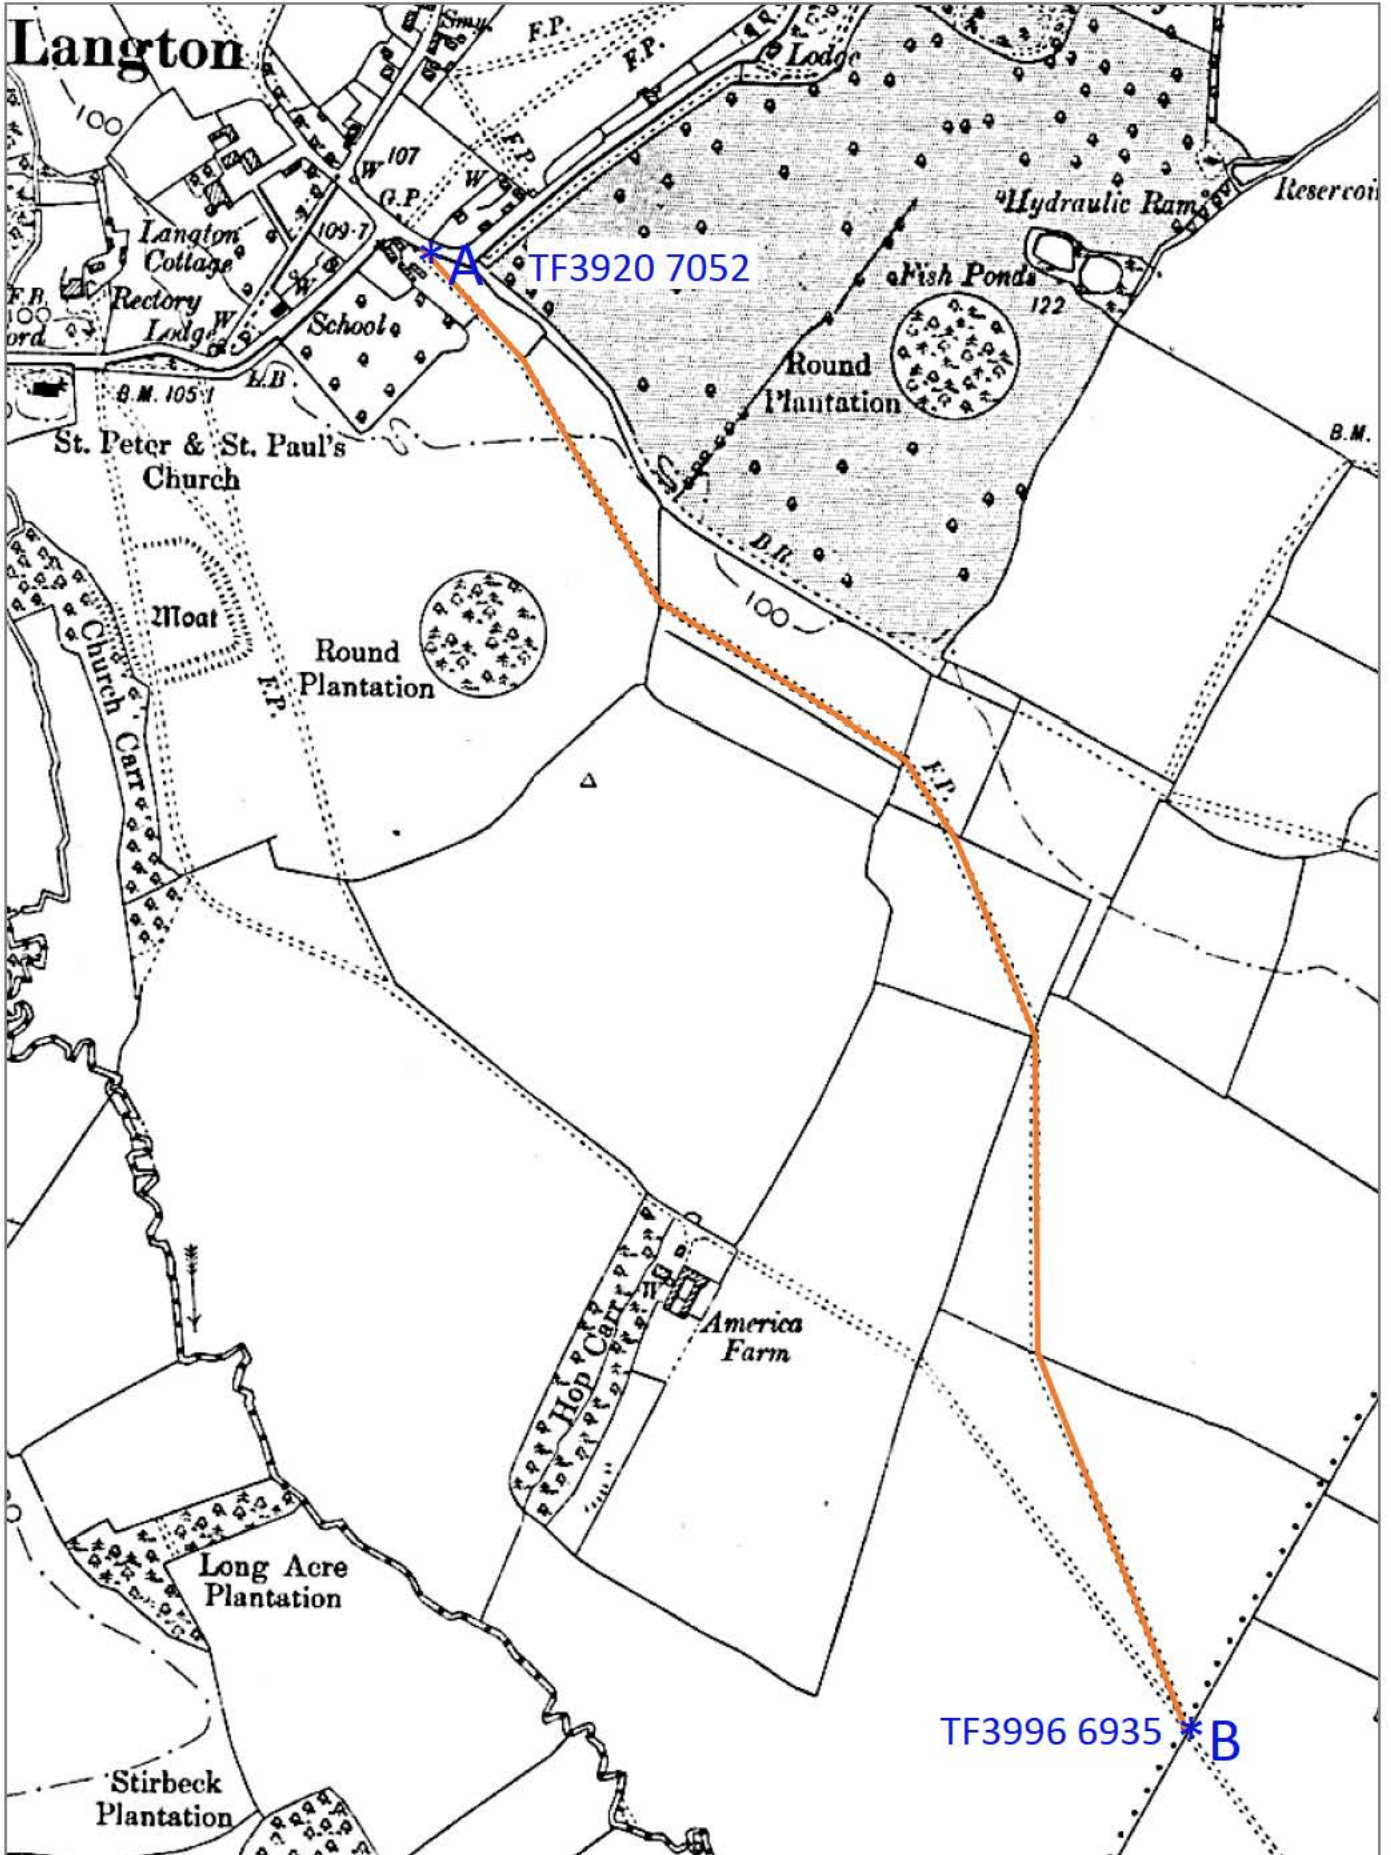 Langton
100
Smy.
F.P.
F.P.
Lodge
107
W
F.P.
W
G.P.
109·7
Langton
Cottage
W
Rectory
Lodge
W
School
L.B.
B.M. 105·1
St. Peter & St. Paul's
Church
* A
TF3920 7052
Hydraulic Ram
Fish Ponds
122
Round
Plantation
B.M.
B.R.
100
Moat
Church Carr
F.P.
Round
Plantation
F.P.
W
America
Farm
Hop Carr
Long Acre
Plantation
TF3996 6935 * B
Stirbeck
Plantation